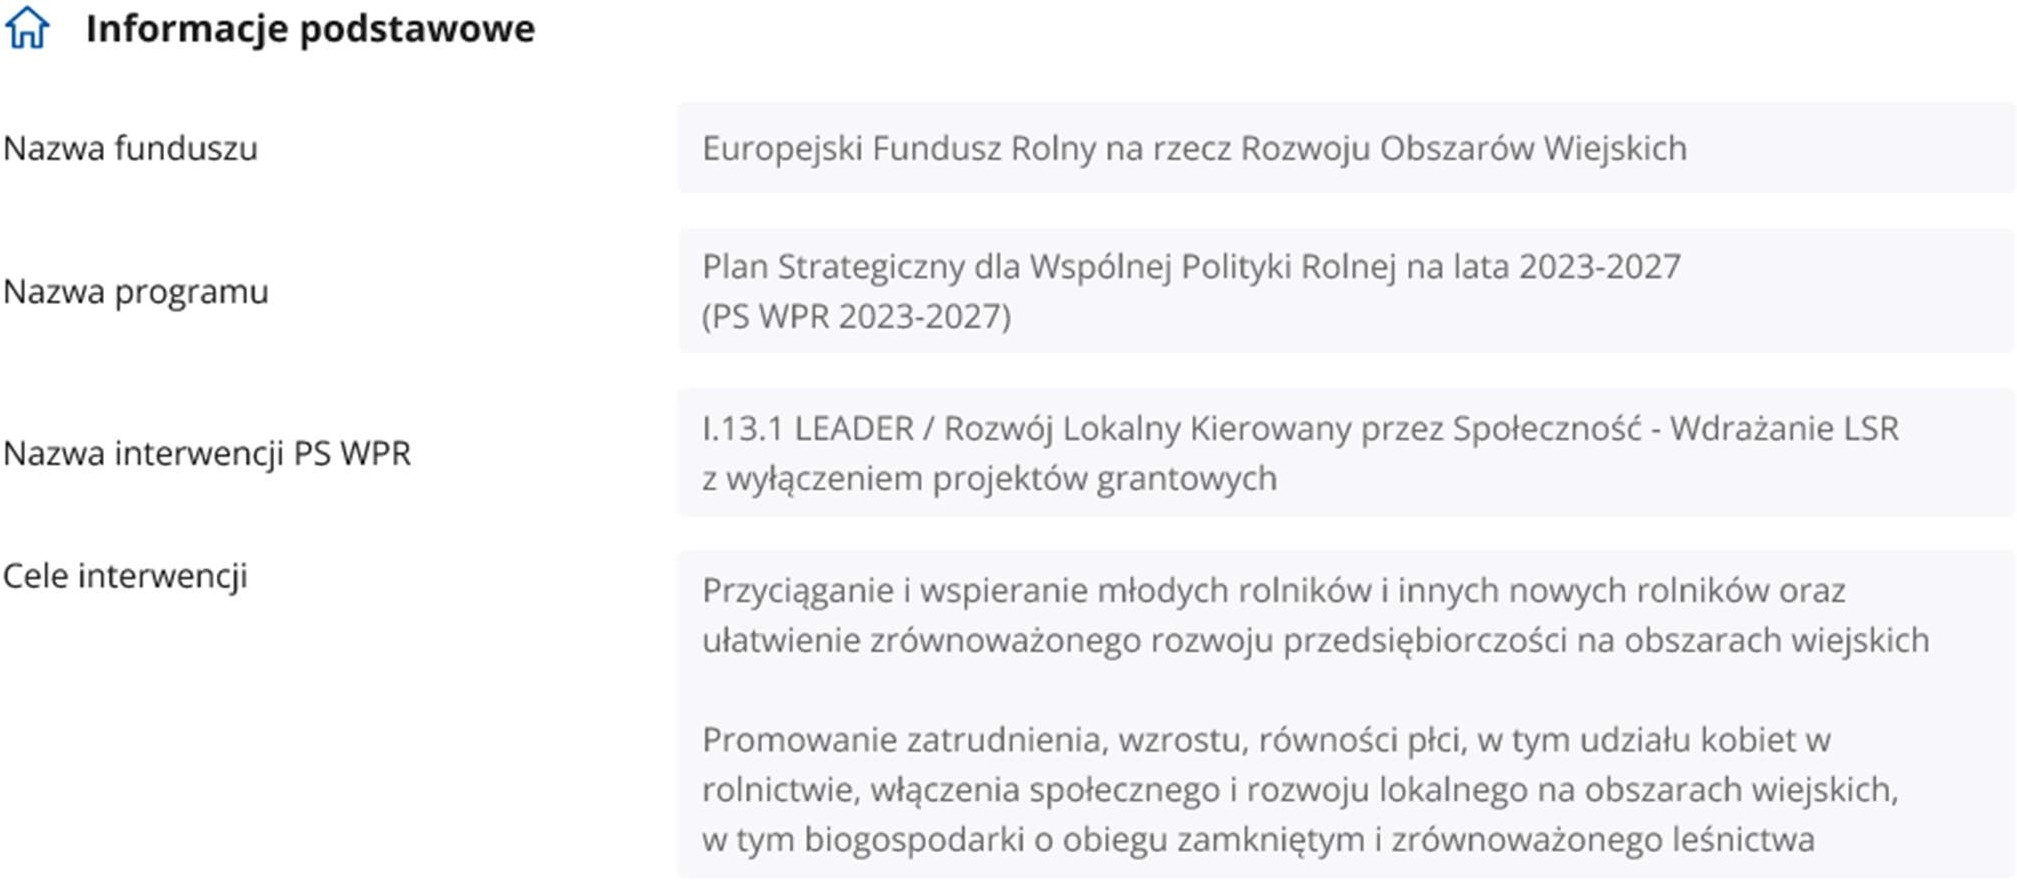 Informacje podstawowe
Nazwa funduszu
Europejski Fundusz Rolny na rzecz Rozwoju Obszarów Wiejskich
Nazwa programu
Plan Strategiczny dla Wspólnej Polityki Rolnej na lata 2023-2027
(PS WPR 2023-2027)
Nazwa interwencji PS WPR
I.13.1 LEADER / Rozwój Lokalny Kierowany przez Społeczność - Wdrażanie LSR
z wyłączeniem projektów grantowych
Cele interwencji
Przyciąganie i wspieranie młodych rolników i innych nowych rolników oraz
ułatwienie zrównoważonego rozwoju przedsiębiorczości na obszarach wiejskich
Promowanie zatrudnienia, wzrostu, równości płci, w tym udziału kobiet w
rolnictwie, włączenia społecznego i rozwoju lokalnego na obszarach wiejskich,
w tym biogospodarki o obiegu zamkniętym i zrównoważonego leśnictwa